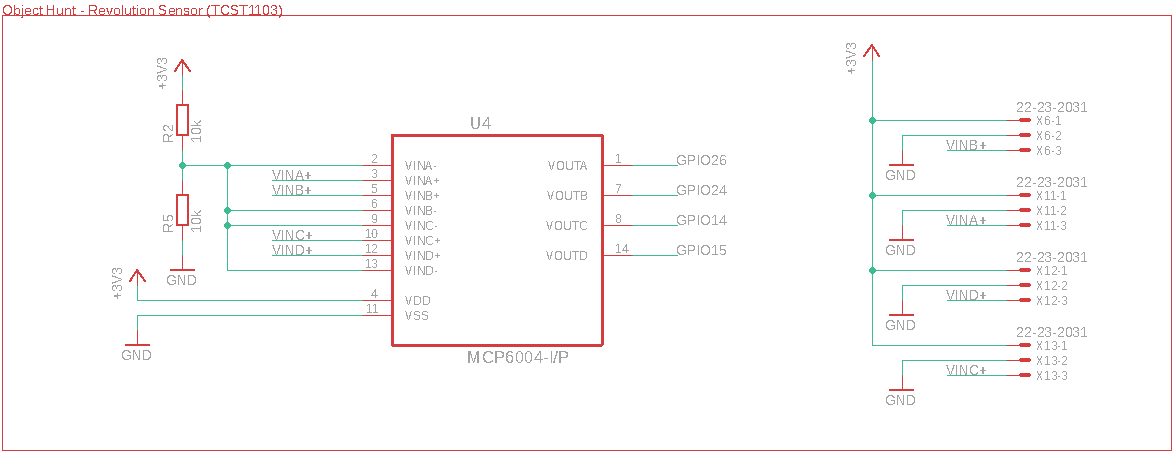 Object Hunt - Revolution Sensor (TCST1103)
+3V3
R2
10k
R5
10k
GND
+3V3
GND
U4
2 VINA-
VINA+ 3 VINA+
VINB+ 5 VINB+
6 VINB-
9 VINC-
VINC+ 10 VINC+
VIND+ 12 VIND+
13 VIND-
4 VDD
11 VSS
VOUTA 1 GPIO26
VOUTB 7 GPIO24
VOUTC 8 GPIO14
VOUTD 14 GPIO15
MCP6004-I/P
+3V3
22-23-2031
X6-1
X6-2
VINB+ X6-3
GND
22-23-2031
X11-1
X11-2
VINA+ X11-3
GND
22-23-2031
X12-1
X12-2
VIND+ X12-3
GND
22-23-2031
X13-1
X13-2
VINC+ X13-3
GND